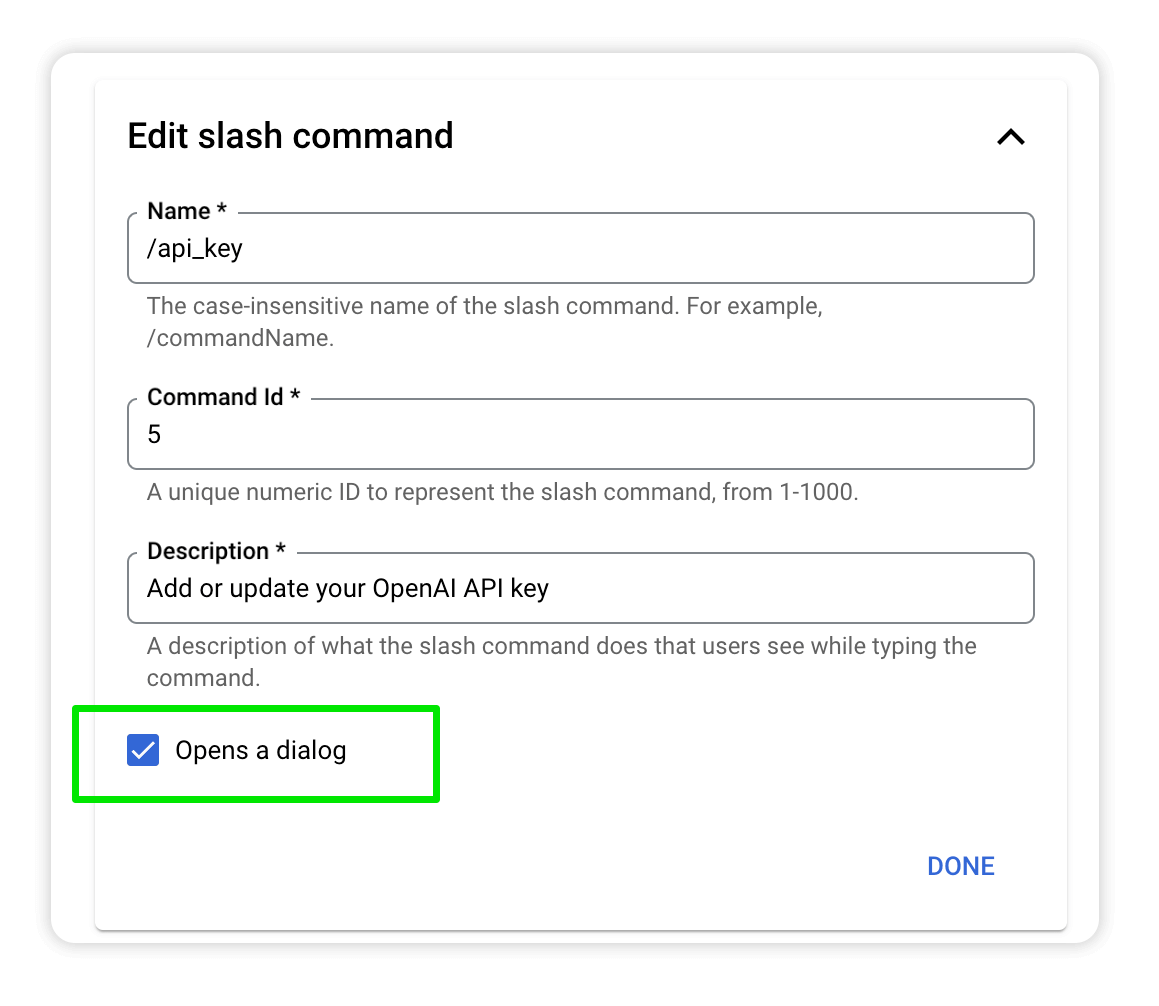 Edit slash command
Name *
/api_key
The case-insensitive name of the slash command. For example,
/commandName.
Command Id *
5
A unique numeric ID to represent the slash command, from 1-1000.
Description *
Add or update your OpenAI API key
A description of what the slash command does that users see while typing the
command.
Opens a dialog
DONE